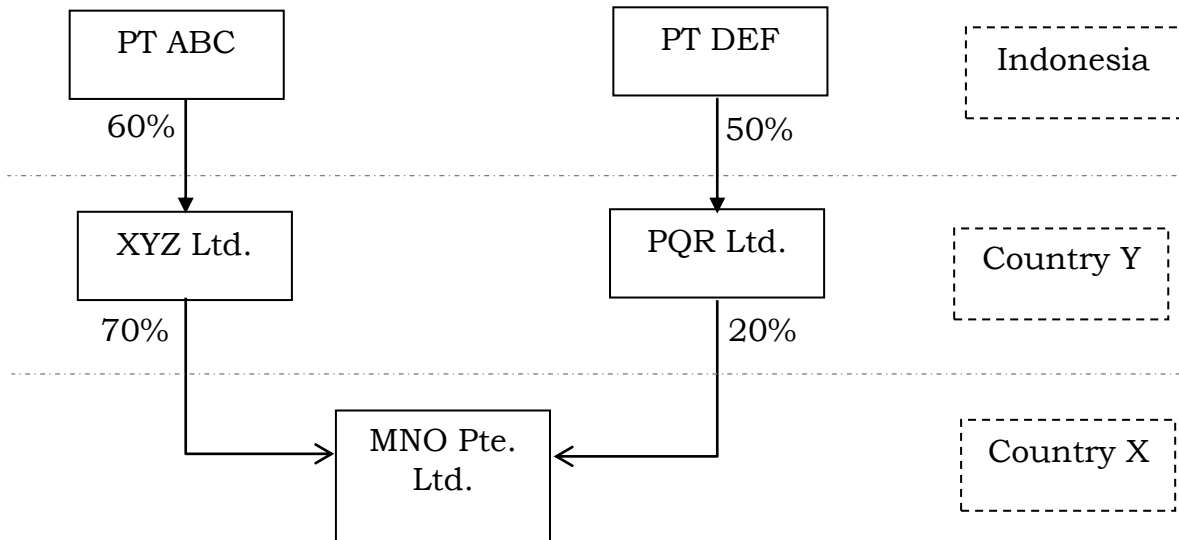 PT ABC
PT DEF
Indonesia
60%
50%
XYZ Ltd.
PQR Ltd.
Country Y
70%
20%
MNO Pte.
Ltd.
Country X